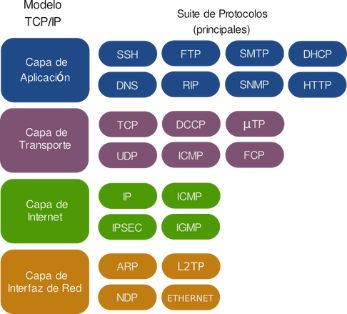 Modelo
TCP/IP
Suite de Protocolos
(principales)
Capa de
Aplicación
SSH
FTP
SMTP
DHCP
DNS
RIP
SNMP
HTTP
Capa de
Transporte
TCP
DCCP
µTP
UDP
ICMP
FCP
Capa de
Internet
IP
ICMP
IPSEC
IGMP
Capa de
Interfaz de Red
ARP
L2TP
NDP
ETHERNET